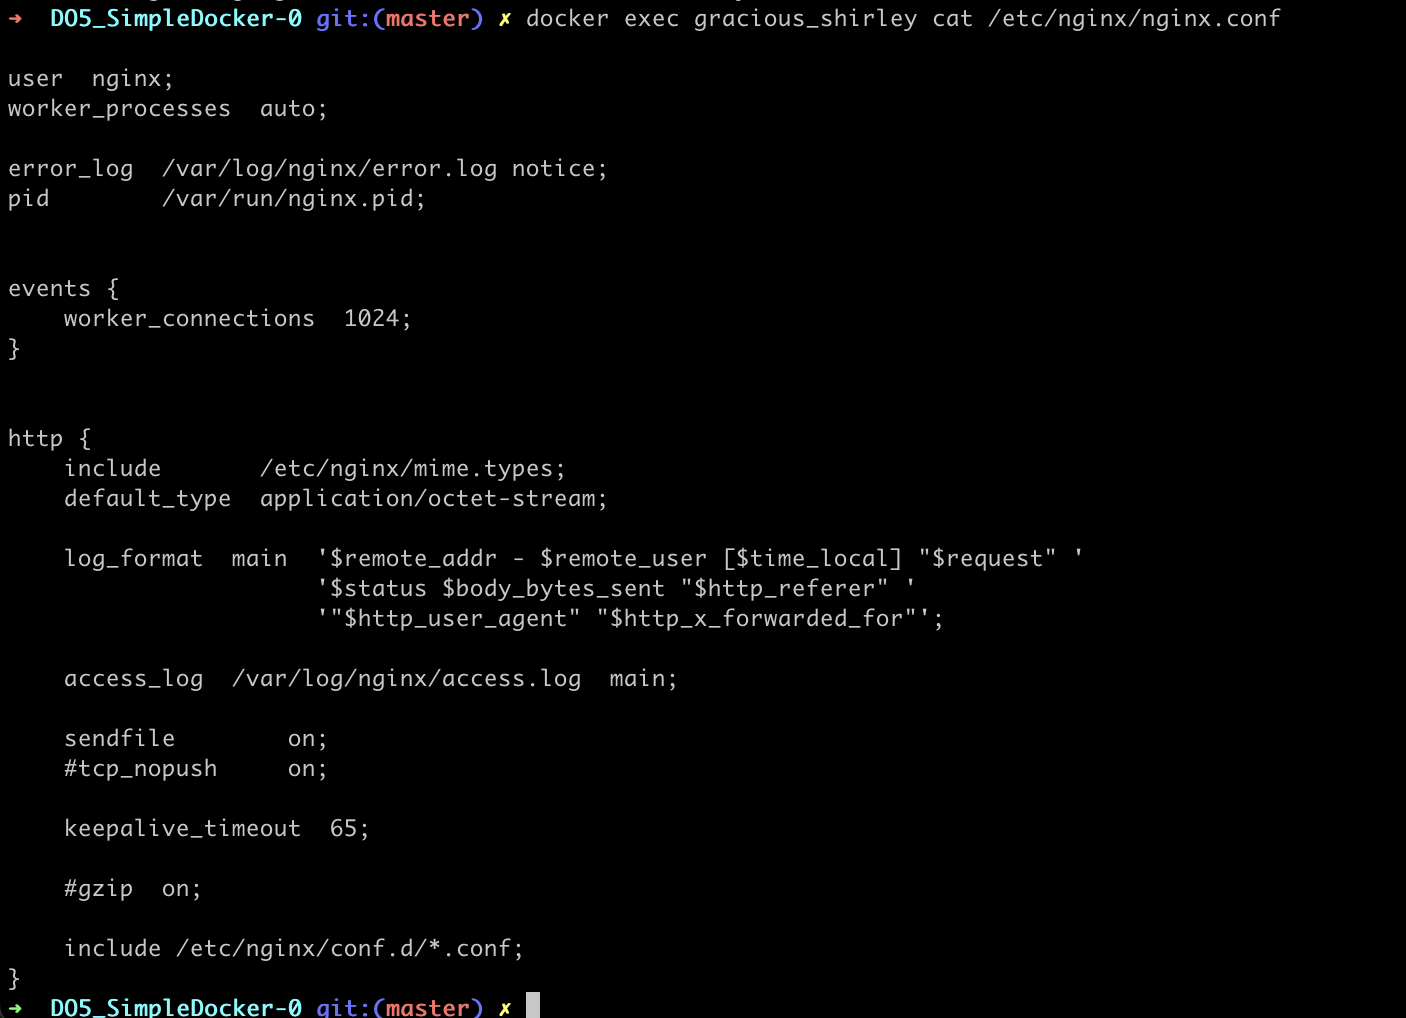 ➜  DO5_SimpleDocker-0 git:(master) ✗ docker exec gracious_shirley cat /etc/nginx/nginx.conf

user  nginx;
worker_processes  auto;

error_log  /var/log/nginx/error.log notice;
pid        /var/run/nginx.pid;


events {
    worker_connections  1024;
}


http {
    include       /etc/nginx/mime.types;
    default_type  application/octet-stream;

    log_format  main  '$remote_addr - $remote_user [$time_local] "$request" '
                      '$status $body_bytes_sent "$http_referer" '
                      '"$http_user_agent" "$http_x_forwarded_for"';

    access_log  /var/log/nginx/access.log  main;

    sendfile        on;
    #tcp_nopush     on;

    keepalive_timeout  65;

    #gzip  on;

    include /etc/nginx/conf.d/*.conf;
}
➜  DO5_SimpleDocker-0 git:(master) ✗